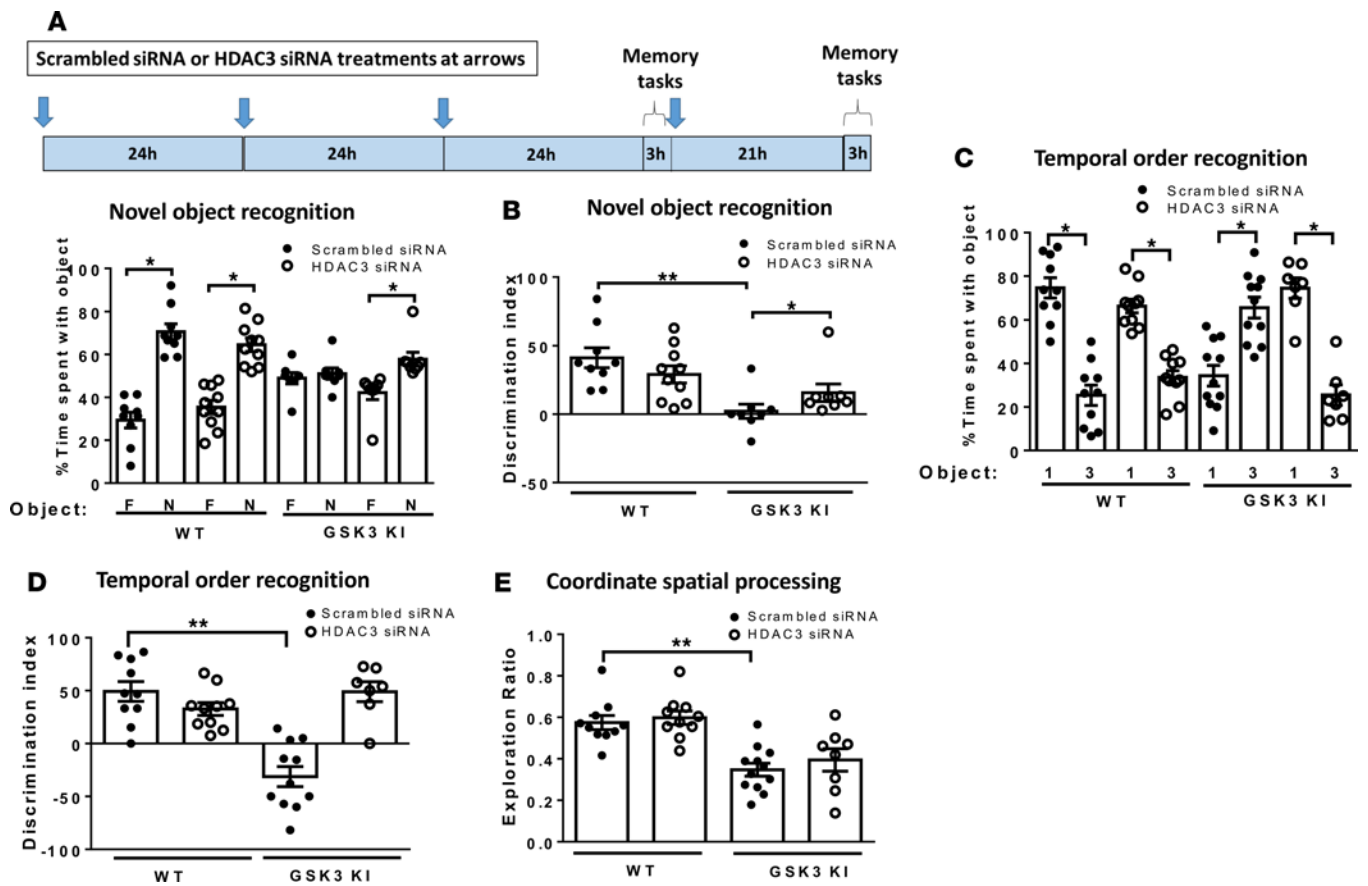 A
Scrambled siRNA or HDAC3 siRNA treatments at arrows
Memory
tasks
Memory
tasks
24h
24h
24h
3h
21h
3h
Novel object recognition
Scrambled siRNA
HDAC3 siRNA
%Time spent with object
100
80
60
40
20
0
*
*
*
Object:
F
N
F
N
F
N
F
N
WT
GSK3 KI
B
Novel object recognition
Scrambled siRNA
HDAC3 siRNA
Discrimination index
100
50
0
-50
**
*
WT
GSK3 KI
C
Temporal order recognition
Scrambled siRNA
HDAC3 siRNA
%Time spent with object
100
80
60
40
20
0
*
*
*
*
Object:
1
3
1
3
1
3
1
3
WT
GSK3 KI
D
Temporal order recognition
Scrambled siRNA
HDAC3 siRNA
Discrimination index
100
50
0
-50
-100
**
WT
GSK3 KI
E
Coordinate spatial processing
Scrambled siRNA
HDAC3 siRNA
Exploration Ratio
1.0
0.8
0.6
0.4
0.2
0.0
**
WT
GSK3 KI